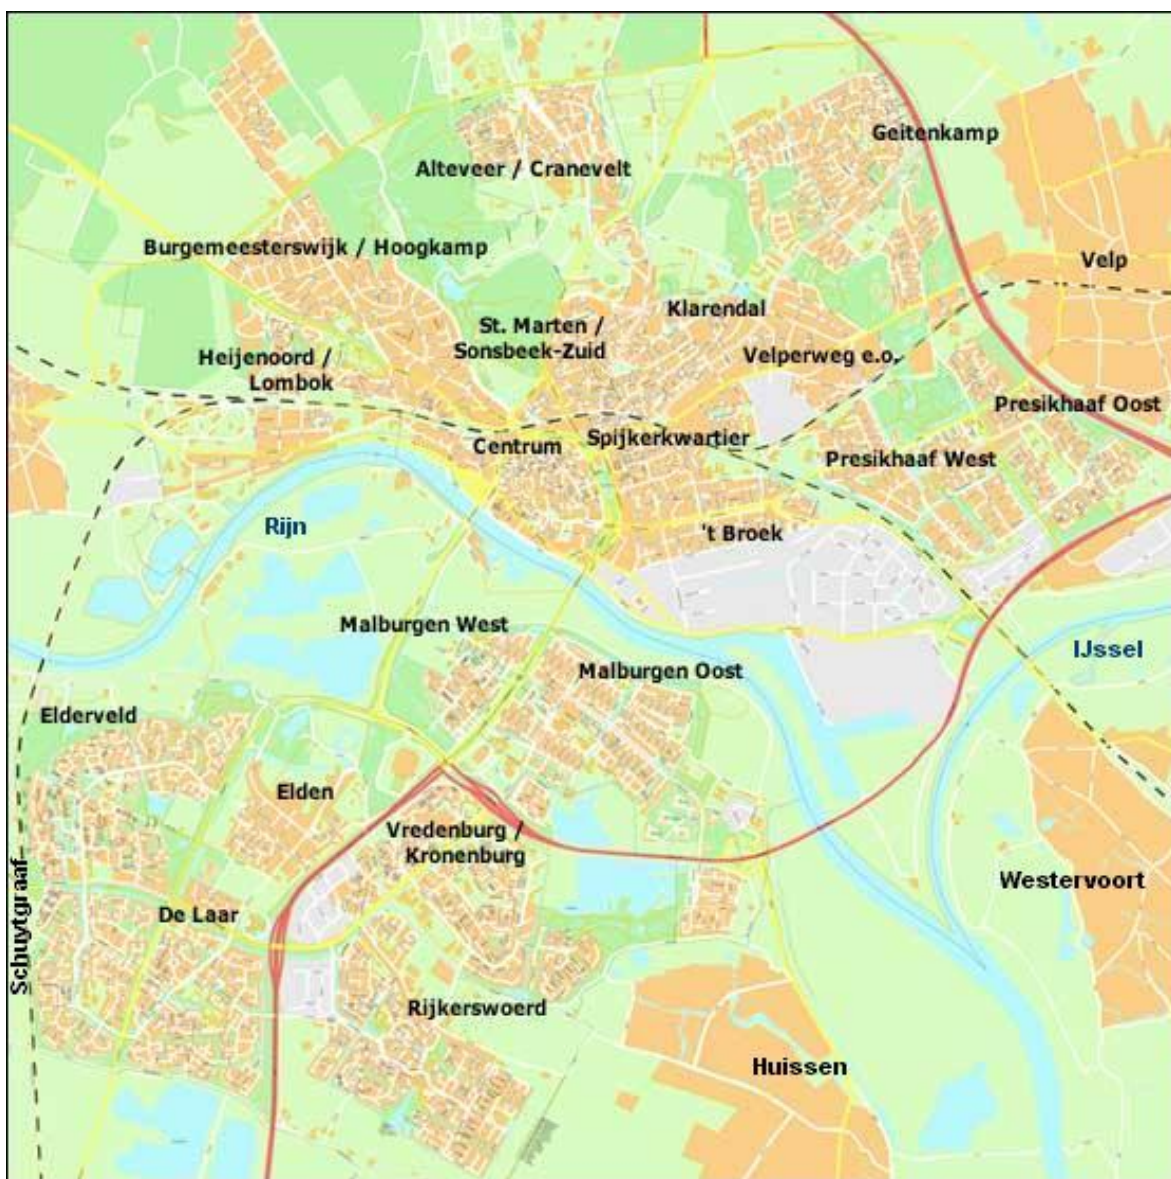 Geitenkamp
Alteveer / Cranevelt
Burgemeesterswijk / Hoogkamp
Velp
Klarendal
St. Marten /
Sonsbeek-Zuid
Heijenoord /
Lombok
Velperweg e.o.
Presikhaaf Oost
Centrum
Spijkerkwartier
Presikhaaf West
Rijn
't Broek
Malburgen West
IJssel
Malburgen Oost
Elderveld
Elden
Vredenburg /
Kronenburg
Westervoort
Schuytgraaf
De Laar
Rijkerswoerd
Huissen